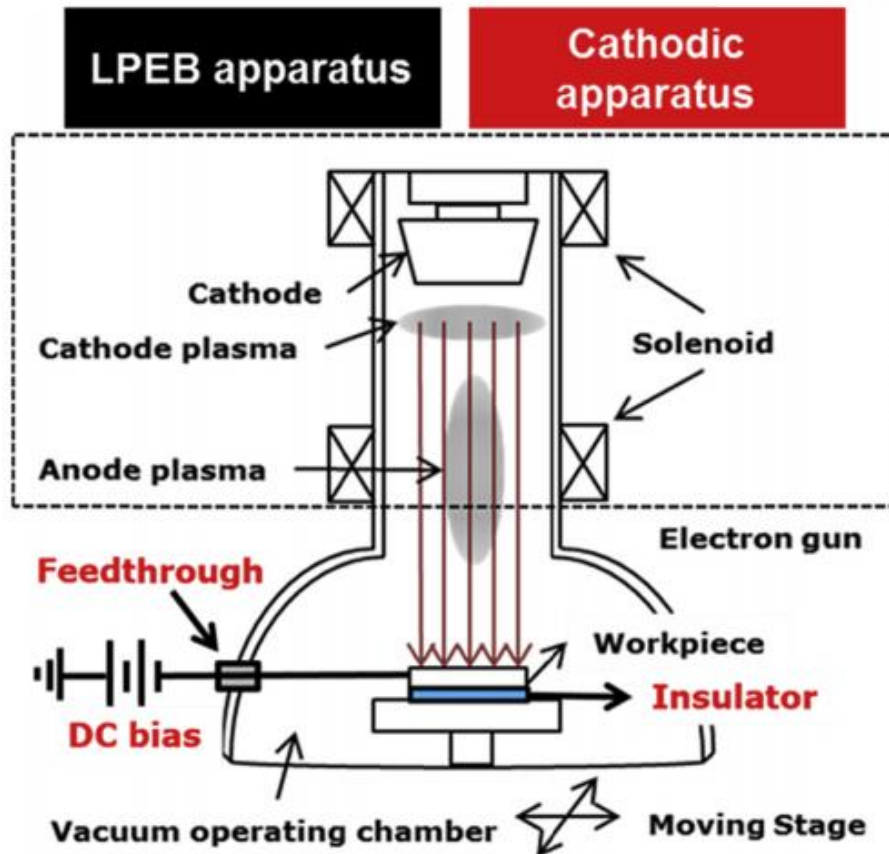 LPEB apparatus
Cathodic
apparatus
Cathode
Cathode plasma
Solenoid
Anode plasma
Electron gun
Feedthrough
Workpiece
Insulator
DC bias
Vacuum operating chamber
Moving Stage